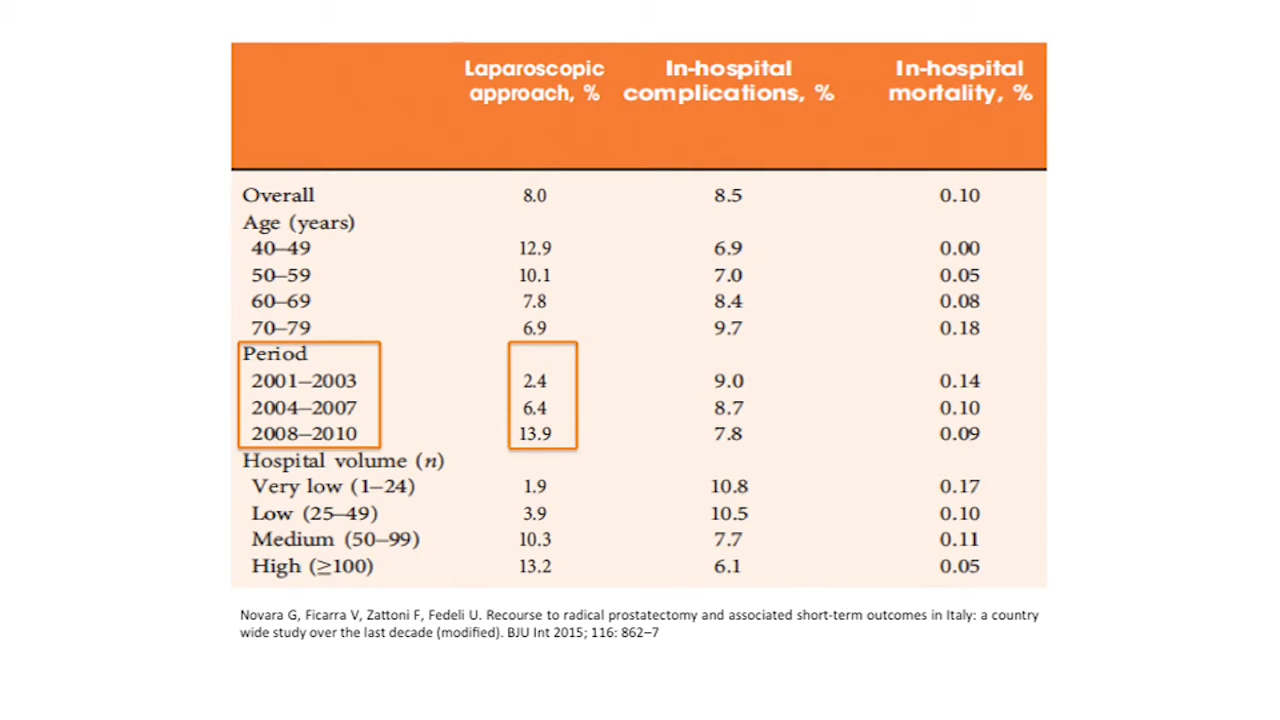 Laparoscopic approach, % In-hospital complications, % In-hospital mortality, %
Overall 8.0 8.5 0.10
Age (years)
40–49 12.9 6.9 0.00
50–59 10.1 7.0 0.05
60–69 7.8 8.4 0.08
70–79 6.9 9.7 0.18
Period
2001–2003 2.4 9.0 0.14
2004–2007 6.4 8.7 0.10
2008–2010 13.9 7.8 0.09
Hospital volume (n)
Very low (1–24) 1.9 10.8 0.17
Low (25–49) 3.9 10.5 0.10
Medium (50–99) 10.3 7.7 0.11
High (≥100) 13.2 6.1 0.05
Novara G, Ficarra V, Zattoni F, Fedeli U. Recourse to radical prostatectomy and associated short-term outcomes in Italy: a country
wide study over the last decade (modified). BJU Int 2015; 116: 862–7